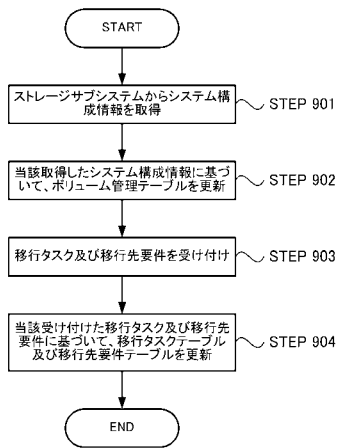 START
ストレージサブシステムからシステム構
成情報を取得
STEP 901
当該取得したシステム構成情報に基づ
いて、ボリューム管理テーブルを更新
STEP 902
移行タスク及び移行先要件を受け付け
STEP 903
当該受け付けた移行タスク及び移行先
要件に基づいて、移行タスクテーブル
及び移行先要件テーブルを更新
STEP 904
END